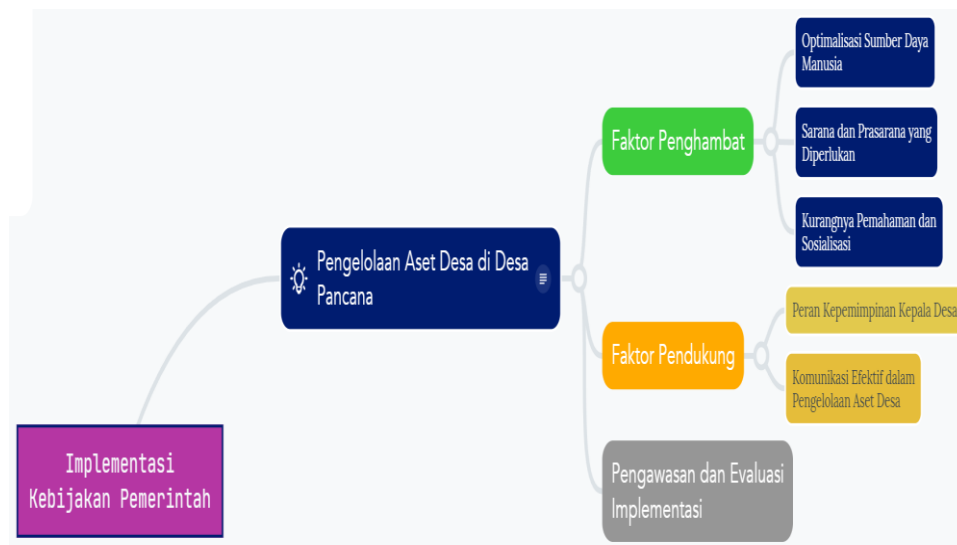 Implementasi
Kebijakan Pemerintah
Pengelolaan Aset Desa di Desa
Pancana
Faktor Penghambat
Optimalisasi Sumber Daya
Manusia
Sarana dan Prasarana yang
Diperlukan
Kurangnya Pemahaman dan
Sosialisasi
Faktor Pendukung
Peran Kepemimpinan Kepala Desa
Komunikasi Efektif dalam
Pengelolaan Aset Desa
Pengawasan dan Evaluasi
Implementasi